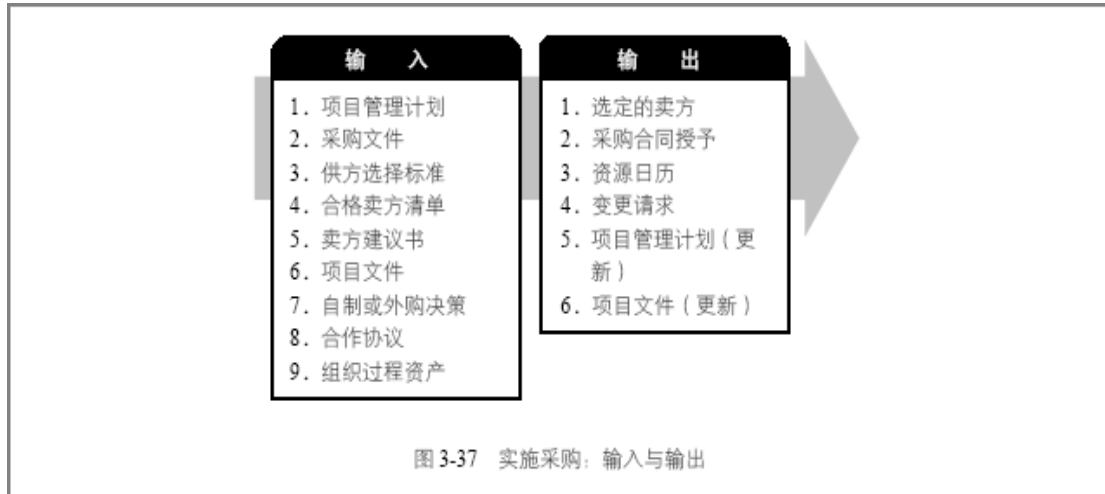 输 入
1. 项目管理计划
2. 采购文件
3. 供方选择标准
4. 合格卖方清单
5. 卖方建议书
6. 项目文件
7. 自制或外购决策
8. 合作协议
9. 组织过程资产
输 出
1. 选定的卖方
2. 采购合同授予
3. 资源日历
4. 变更请求
5. 项目管理计划（更
新）
6. 项目文件（更新）
图 3-37 实施采购：输入与输出